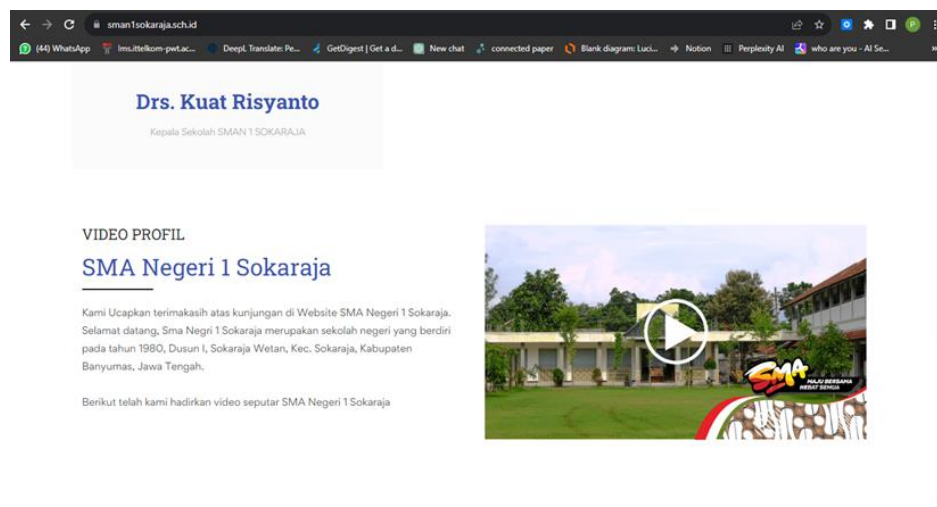 sman1sokaraja.sch.id
(44) WhatsApp lms.ittelkom-pwt.ac... DeepL Translate: Pe... GetDigest | Get a d... New chat connected paper Blank diagram: Luci... Notion Perplexity AI who are you - AI Se... »
Drs. Kuat Risyanto
Kepala Sekolah SMAN 1 SOKARAJA
VIDEO PROFIL
SMA Negeri 1 Sokaraja
Kami Ucapkan terimakasih atas kunjungan di Website SMA Negeri 1 Sokaraja.
Selamat datang, Sma Negri 1 Sokaraja merupakan sekolah negeri yang berdiri
pada tahun 1980, Dusun I, Sokaraja Wetan, Kec. Sokaraja, Kabupaten
Banyumas, Jawa Tengah.
Berikut telah kami hadirkan video seputar SMA Negeri 1 Sokaraja
SMA
MAJU BERSAMA
HEBAT SEMUA